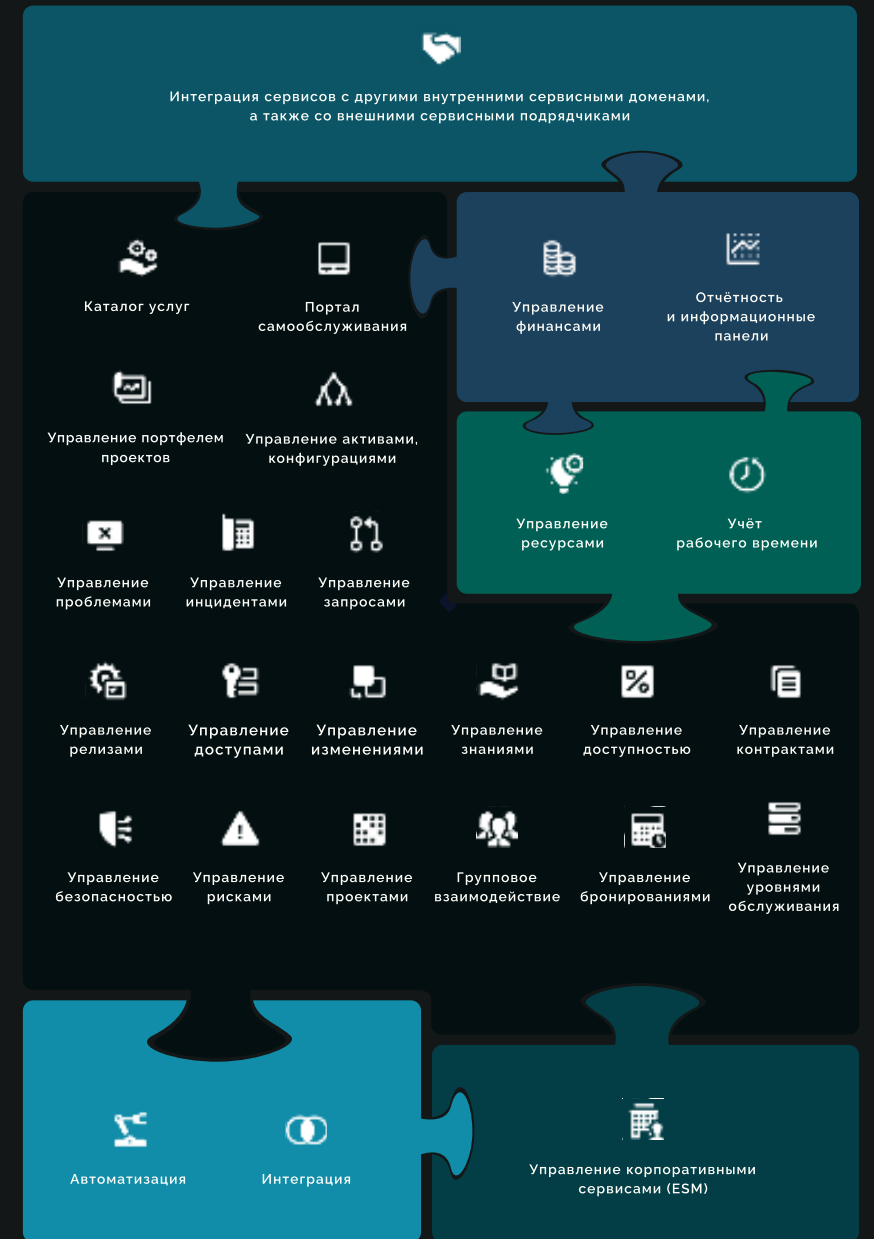 Интеграция сервисов с другими внутренними сервисными доменами,
а также со внешними сервисными подрядчиками
Каталог услуг
Портал
самообслуживания
Управление
финансами
Отчётность
и информационные
панели
Управление портфелем
проектов
Управление активами,
конфигурациями
Управление
ресурсами
Учёт
рабочего времени
Управление
проблемами
Управление
инцидентами
Управление
запросами
Управление
релизами
Управление
доступами
Управление
изменениями
Управление
знаниями
Управление
доступностью
Управление
контрактами
Управление
безопасностью
Управление
рисками
Управление
проектами
Групповое
взаимодействие
Управление
бронированиями
Управление
уровнями
обслуживания
Автоматизация
Интеграция
Управление корпоративными
сервисами (ESM)